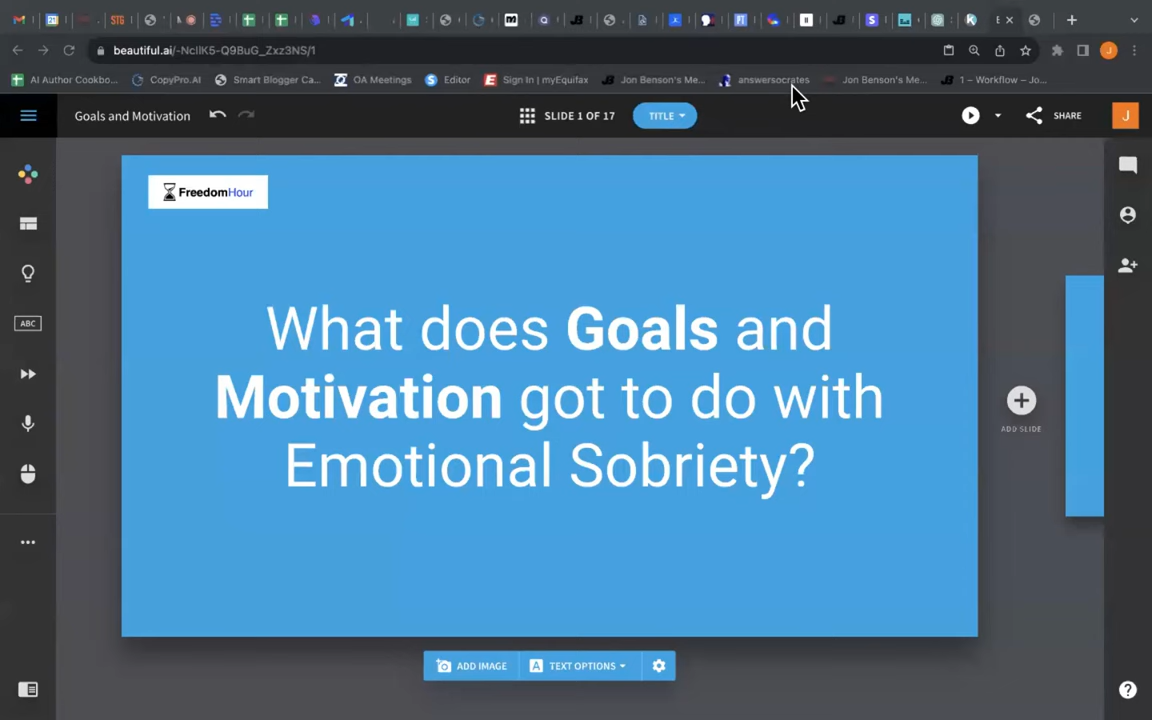 STG
PT
beautiful.ai/-NclIK5-Q9BuG_Zxz3NS/1
J
AI Author Cookbo...
CopyPro.AI
Smart Blogger Ca...
OA Meetings
Editor
Sign In | myEquifax
Jon Benson's Me...
answersocrates
Jon Benson's Me...
1 – Workflow – Jo...
Goals and Motivation
SLIDE 1 OF 17
TITLE
SHARE
J
FreedomHour
What does Goals and
Motivation got to do with
Emotional Sobriety?
ABC
ADD SLIDE
ADD IMAGE
A
TEXT OPTIONS
?